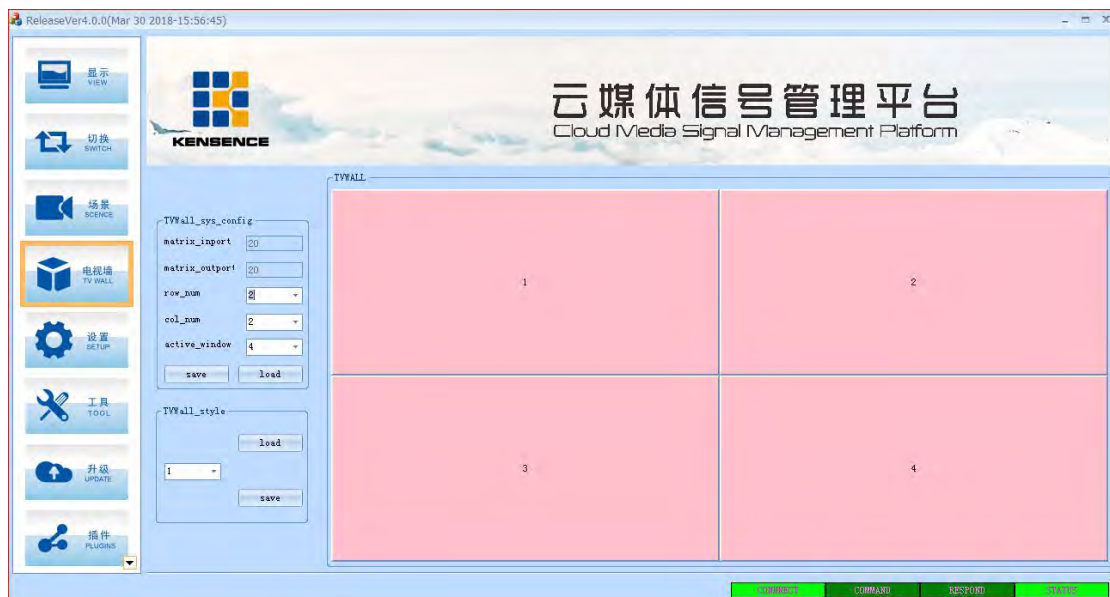 ReleaseVer4.0.0(Mar 30 2018-15:56:45)
显示
VIEW
切换
SWITCH
场景
SCENCE
电视墙
TV WALL
设置
SETUP
工具
TOOL
升级
UPDATE
插件
PLUGINS
KENSENCE
云媒体信号管理平台
Cloud Media Signal Management Platform
TVWall_sys_config
matrix_inport 20
matrix_outport 20
row_num 2
col_num 2
active_window 4
save load
TVWall_style
load
1
save
TVWALL
1 2
3 4
CONNECT COMMAND RESPOND STATUS